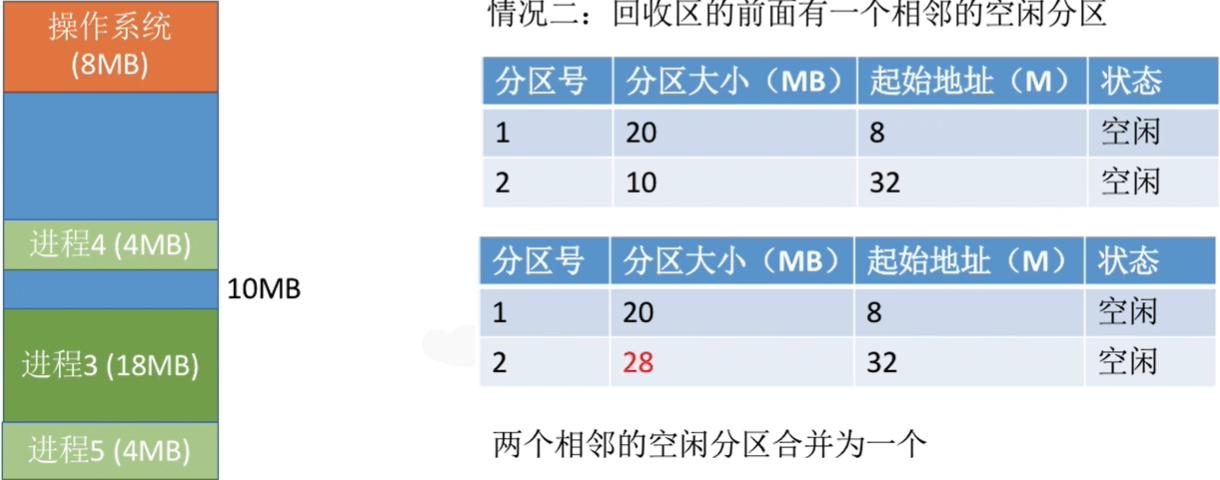 操作系统
(8MB)
进程4 (4MB)
10MB
进程3 (18MB)
进程5 (4MB)
情况二：回收区的前面有一个相邻的空闲分区
分区号 分区大小（MB） 起始地址（M） 状态
1 20 8 空闲
2 10 32 空闲
分区号 分区大小（MB） 起始地址（M） 状态
1 20 8 空闲
2 28 32 空闲
两个相邻的空闲分区合并为一个